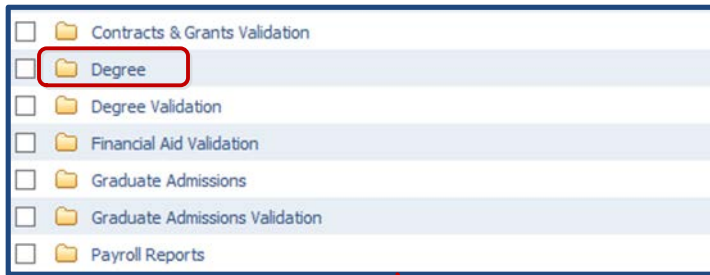 Contracts & Grants Validation
Degree
Degree Validation
Financial Aid Validation
Graduate Admissions
Graduate Admissions Validation
Payroll Reports